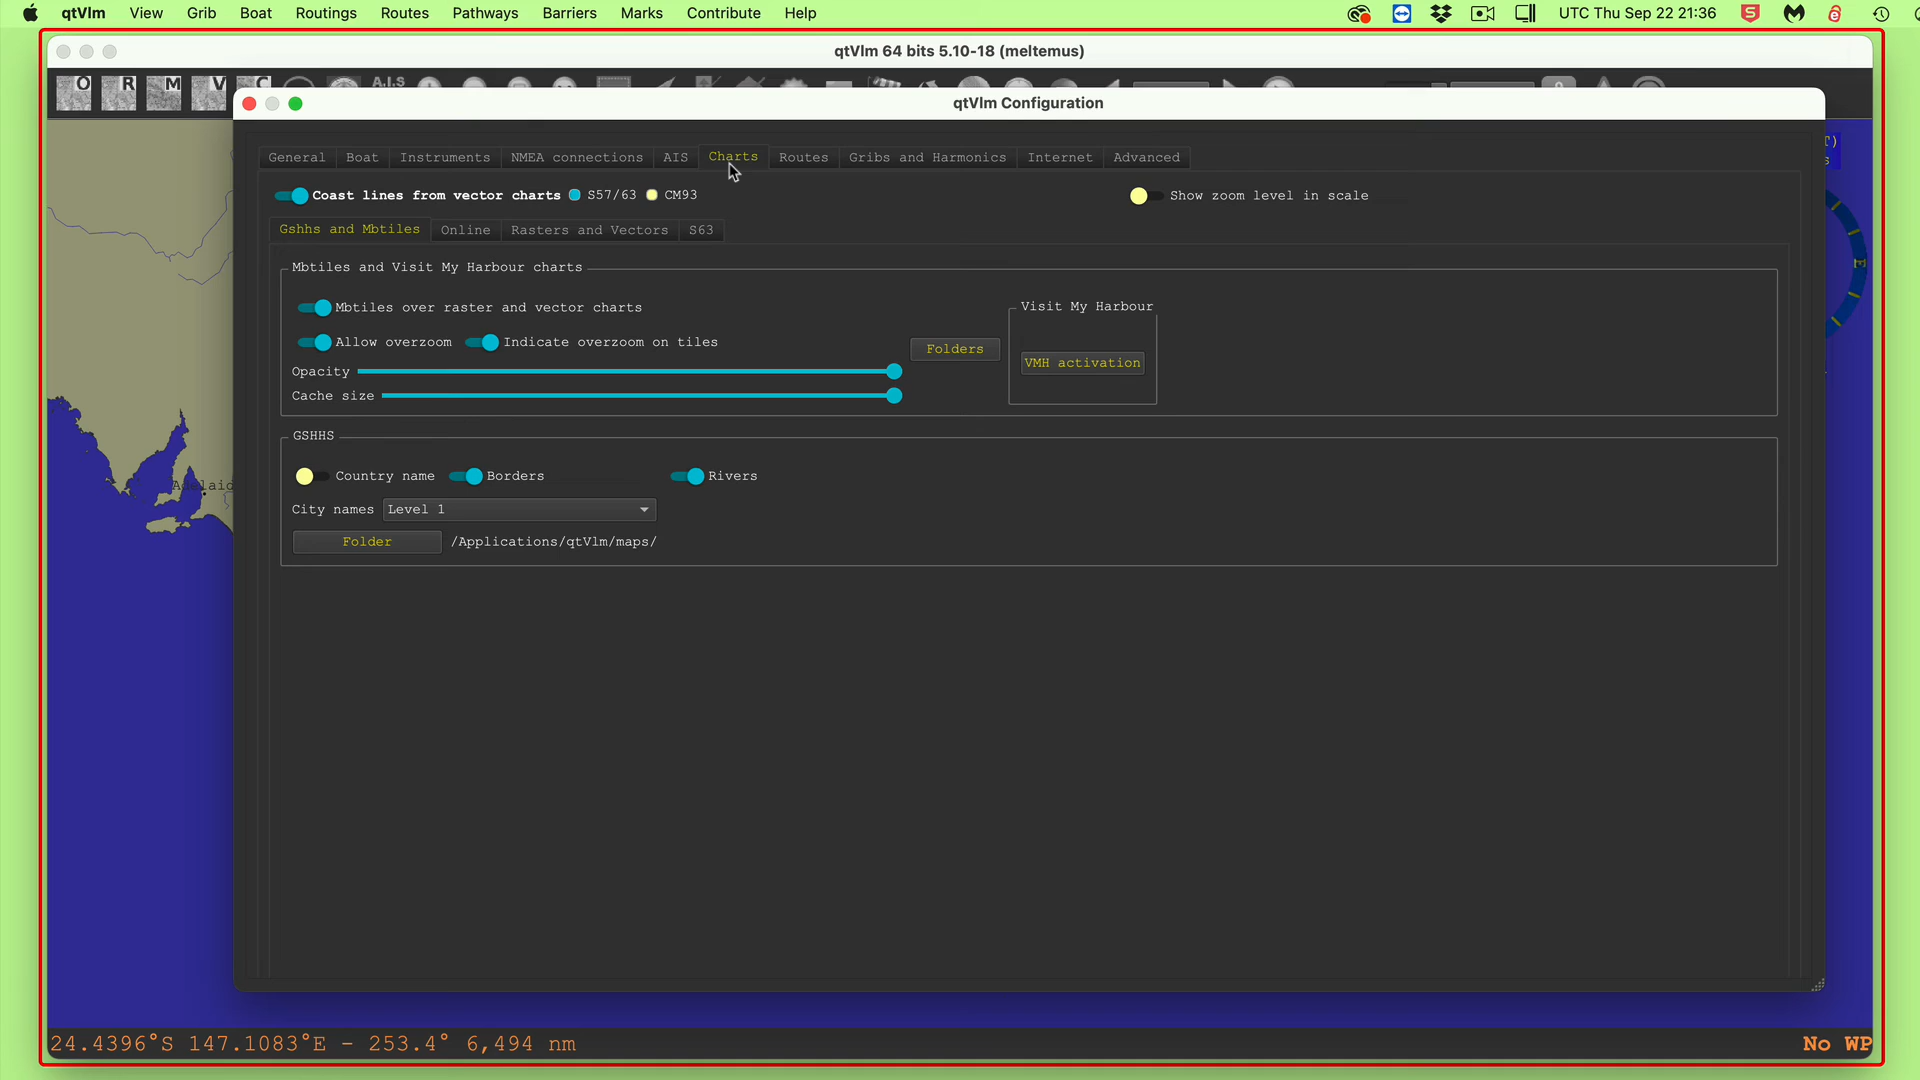 qtVlm View Grib Boat Routings Routes Pathways Barriers Marks Contribute Help UTC Thu Sep 22 21:36
qtVlm 64 bits 5.10-18 (meltemus)
O R M V C A.I.S
qtVlm Configuration
General Boat Instruments NMEA connections AIS Charts Routes Gribs and Harmonics Internet Advanced
Coast lines from vector charts S57/63 CM93 Show zoom level in scale
Gshhs and Mbtiles Online Rasters and Vectors S63
Mbtiles and Visit My Harbour charts
Mbtiles over raster and vector charts
Visit My Harbour
Allow overzoom Indicate overzoom on tiles
Folders
VMH activation
Opacity
Cache size
GSHHS
Country name Borders Rivers
Adelaid
City names Level 1
Folder /Applications/qtVlm/maps/
24.4396°S 147.1083°E - 253.4° 6,494 nm
No WP